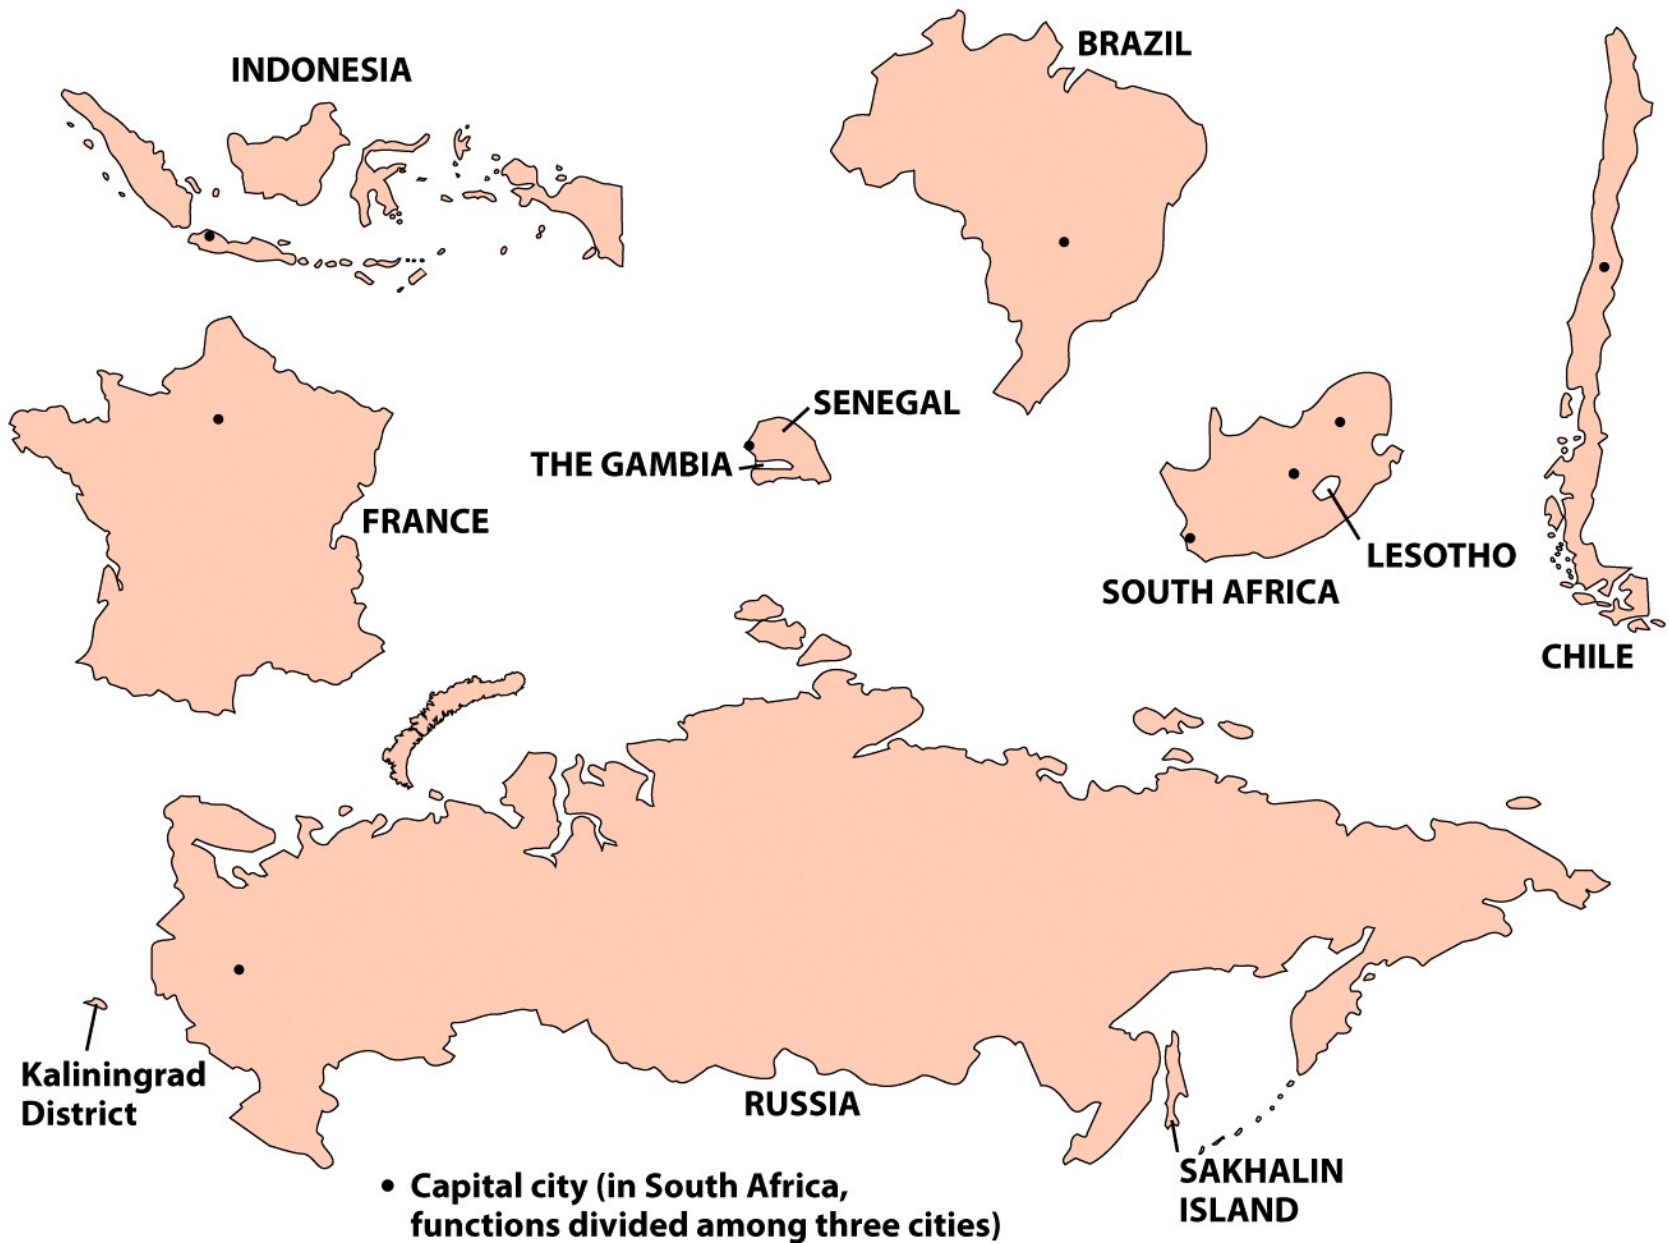 INDONESIA
BRAZIL
SENEGAL
THE GAMBIA
FRANCE
LESOTHO
SOUTH AFRICA
CHILE
Kaliningrad
District
RUSSIA
SAKHALIN
ISLAND
• Capital city (in South Africa,
functions divided among three cities)